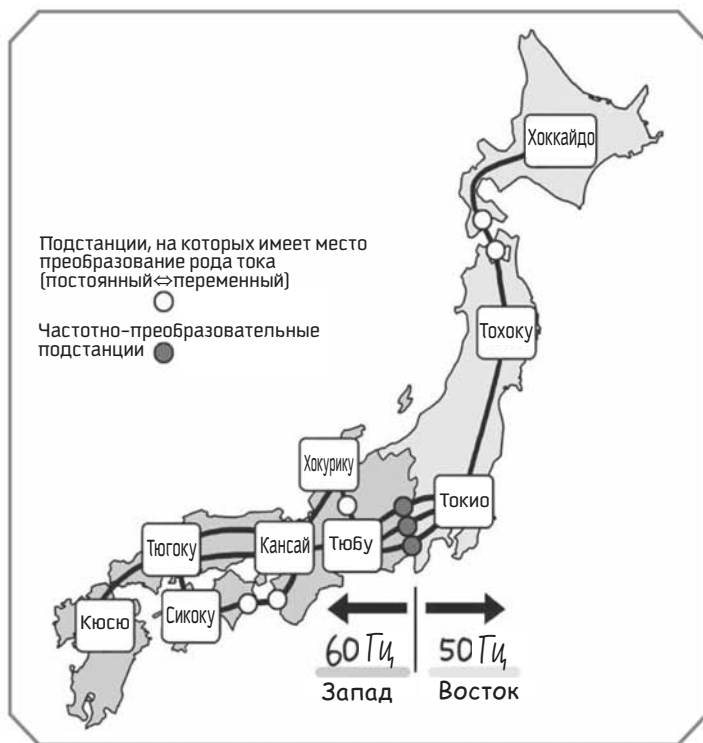 Хоккайдо
Подстанции, на которых имеет место
преобразование рода тока
(постоянный⇔переменный)
Частотно-преобразовательные
подстанции
Тохоку
Хокурику
Токио
Тюгоку
Кансай
Тюбу
Кюсю
Сикоку
60 Гц
50 Гц
Запад
Восток